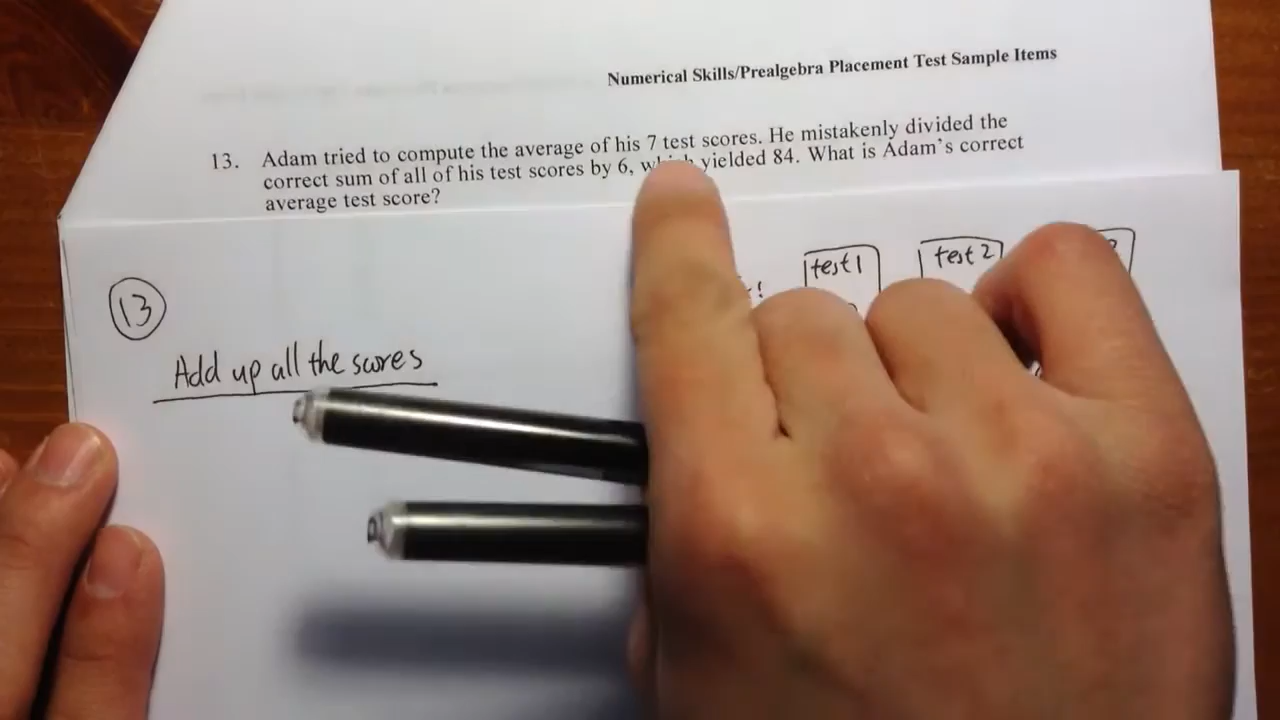 Numerical Skills/Prealgebra Placement Test Sample Items
13. Adam tried to compute the average of his 7 test scores. He mistakenly divided the
correct sum of all of his test scores by 6, which yielded 84. What is Adam's correct
average test score?
test 1
test 2
13
Add up all the scores